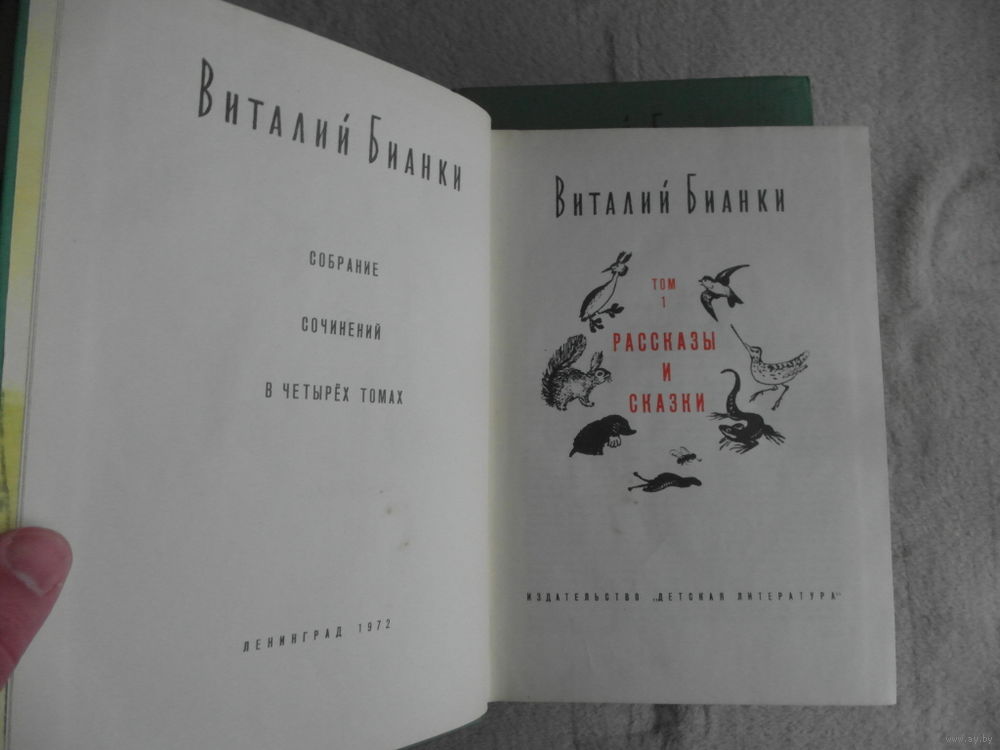 Виталий Бианки
СОБРАНИЕ
СОЧИНЕНИЙ
В ЧЕТЫРЁХ ТОМАХ
ЛЕНИНГРАД 1972
Виталий Бианки
ТОМ
1
РАССКАЗЫ
И
СКАЗКИ
ИЗДАТЕЛЬСТВО „ДЕТСКАЯ ЛИТЕРАТУРА“
www.ay.by